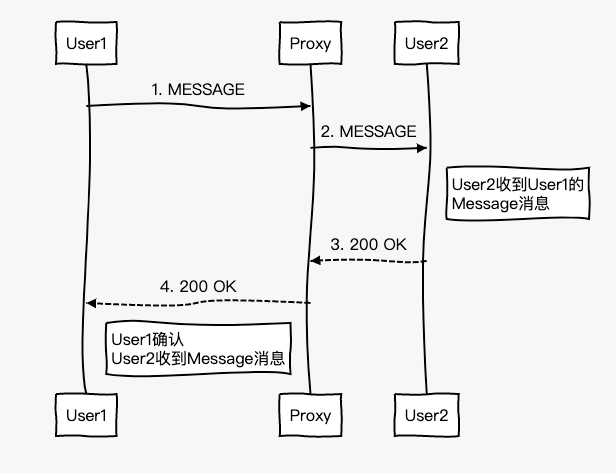 User1
Proxy
User2
1. MESSAGE
2. MESSAGE
User2收到User1的
Message消息
3. 200 OK
4. 200 OK
User1确认
User2收到Message消息
User1
Proxy
User2